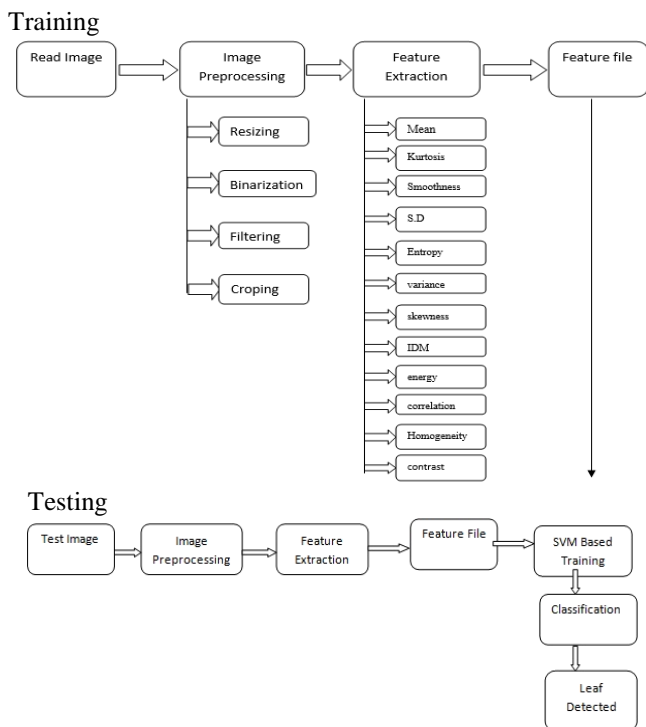 Training
Read Image
Image
Preprocessing
Feature
Extraction
Feature file
Resizing
Binarization
Filtering
Croping
Mean
Kurtosis
Smoothness
S.D
Entropy
variance
skewness
IDM
energy
correlation
Homogeneity
contrast
Testing
Test Image
Image
Preprocessing
Feature
Extraction
Feature File
SVM Based
Training
Classification
Leaf
Detected